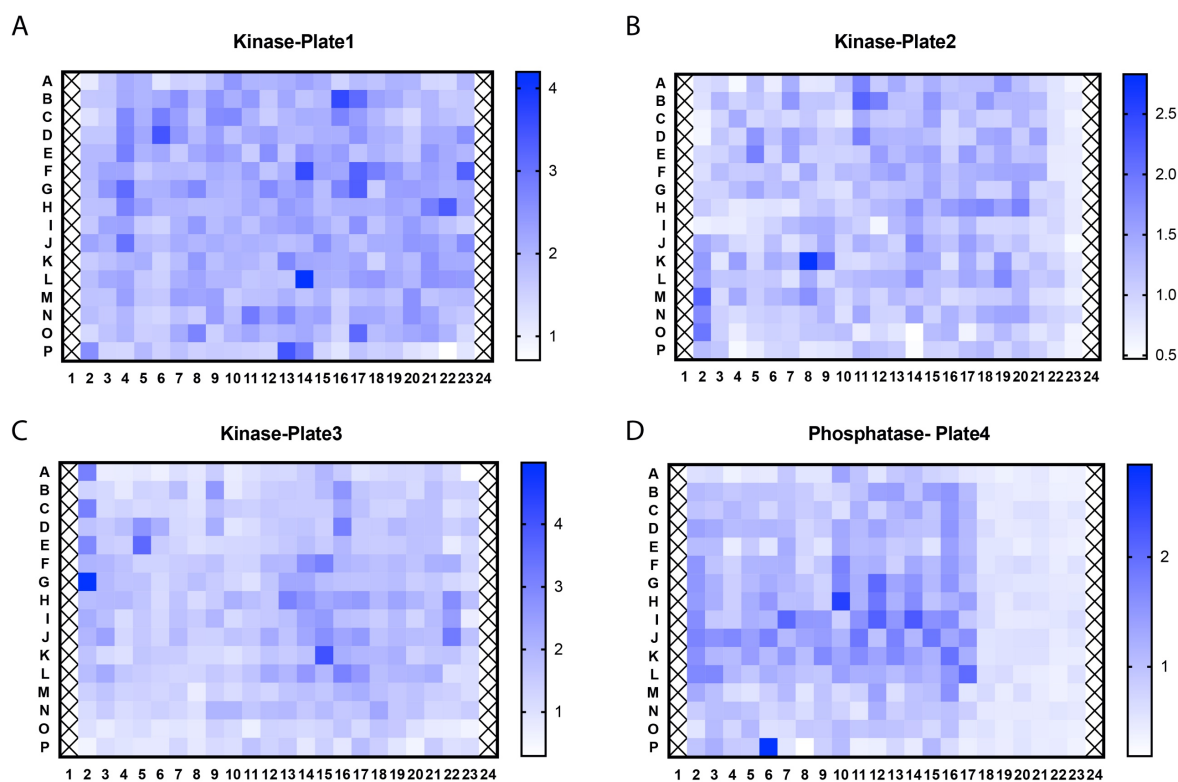 A
Kinase-Plate1
A
B
C
D
E
F
G
H
I
J
K
L
M
N
O
P
1 2 3 4 5 6 7 8 9 10 11 12 13 14 15 16 17 18 19 20 21 22 23 24
4
3
2
1
B
Kinase-Plate2
A
B
C
D
E
F
G
H
I
J
K
L
M
N
O
P
1 2 3 4 5 6 7 8 9 10 11 12 13 14 15 16 17 18 19 20 21 22 23 24
2.5
2.0
1.5
1.0
0.5
C
Kinase-Plate3
A
B
C
D
E
F
G
H
I
J
K
L
M
N
O
P
1 2 3 4 5 6 7 8 9 10 11 12 13 14 15 16 17 18 19 20 21 22 23 24
4
3
2
1
D
Phosphatase- Plate4
A
B
C
D
E
F
G
H
I
J
K
L
M
N
O
P
1 2 3 4 5 6 7 8 9 10 11 12 13 14 15 16 17 18 19 20 21 22 23 24
2
1